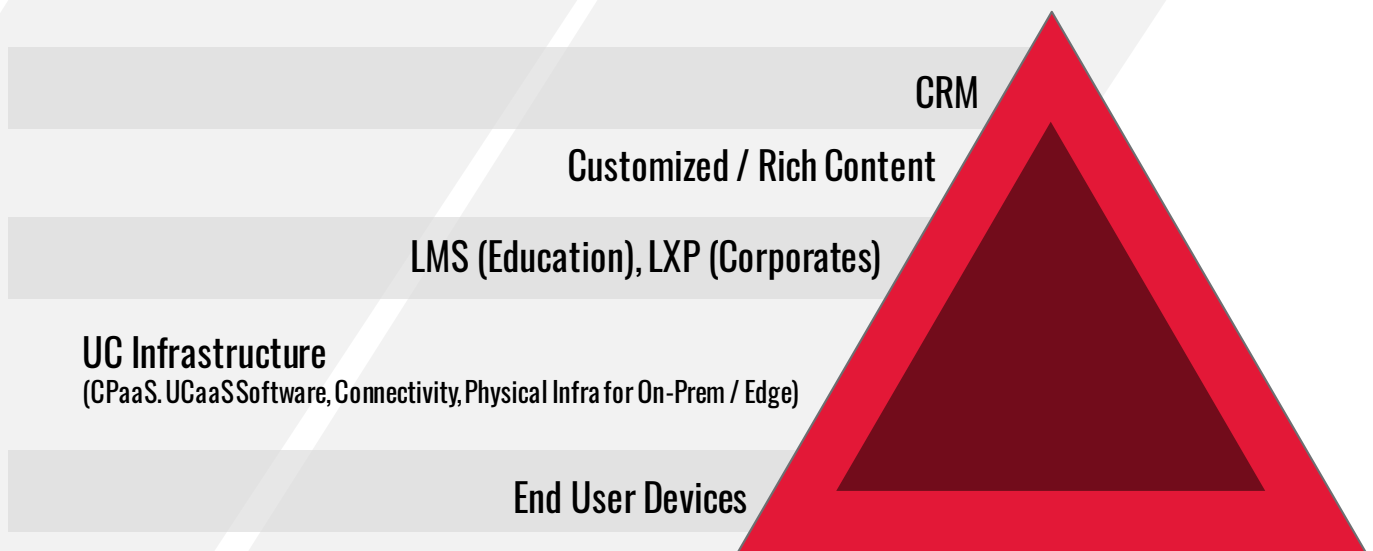 CRM
Customized / Rich Content
LMS (Education), LXP (Corporates)
UC Infrastructure
(CPaaS. UCaaS Software, Connectivity, Physical Infra for On-Prem / Edge)
End User Devices